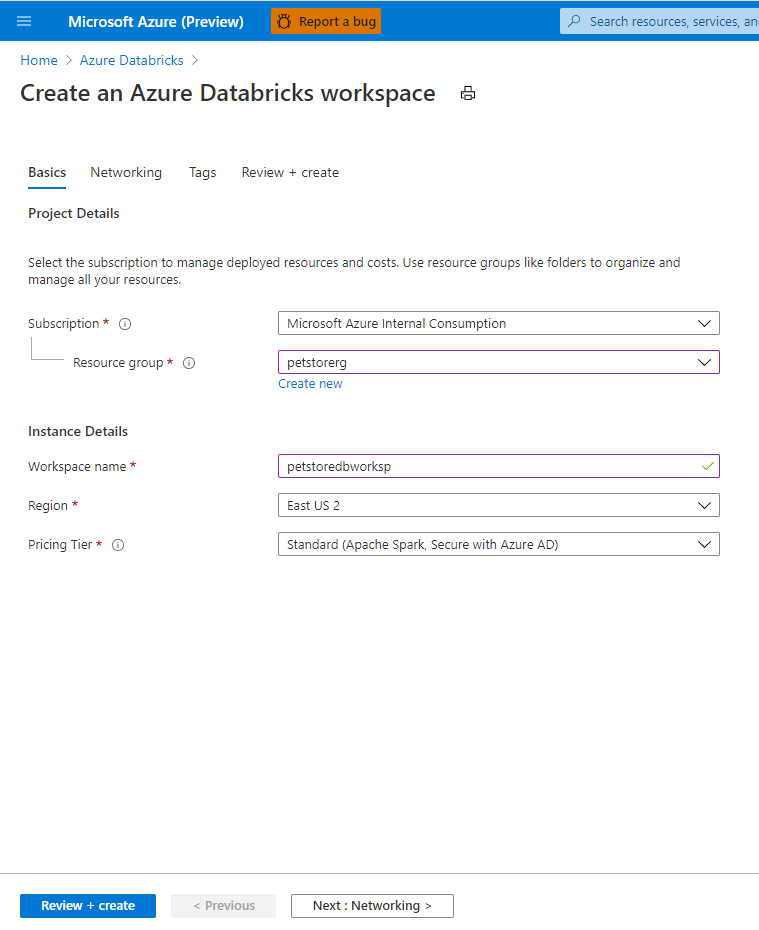 Microsoft Azure (Preview)
Report a bug
Search resources, services, an
Home > Azure Databricks >
Create an Azure Databricks workspace
Basics Networking Tags Review + create
Project Details
Select the subscription to manage deployed resources and costs. Use resource groups like folders to organize and
manage all your resources.
Subscription *
Microsoft Azure Internal Consumption
Resource group *
petstorerg
Create new
Instance Details
Workspace name *
petstoredbworksp
Region *
East US 2
Pricing Tier *
Standard (Apache Spark, Secure with Azure AD)
Review + create
< Previous
Next : Networking >